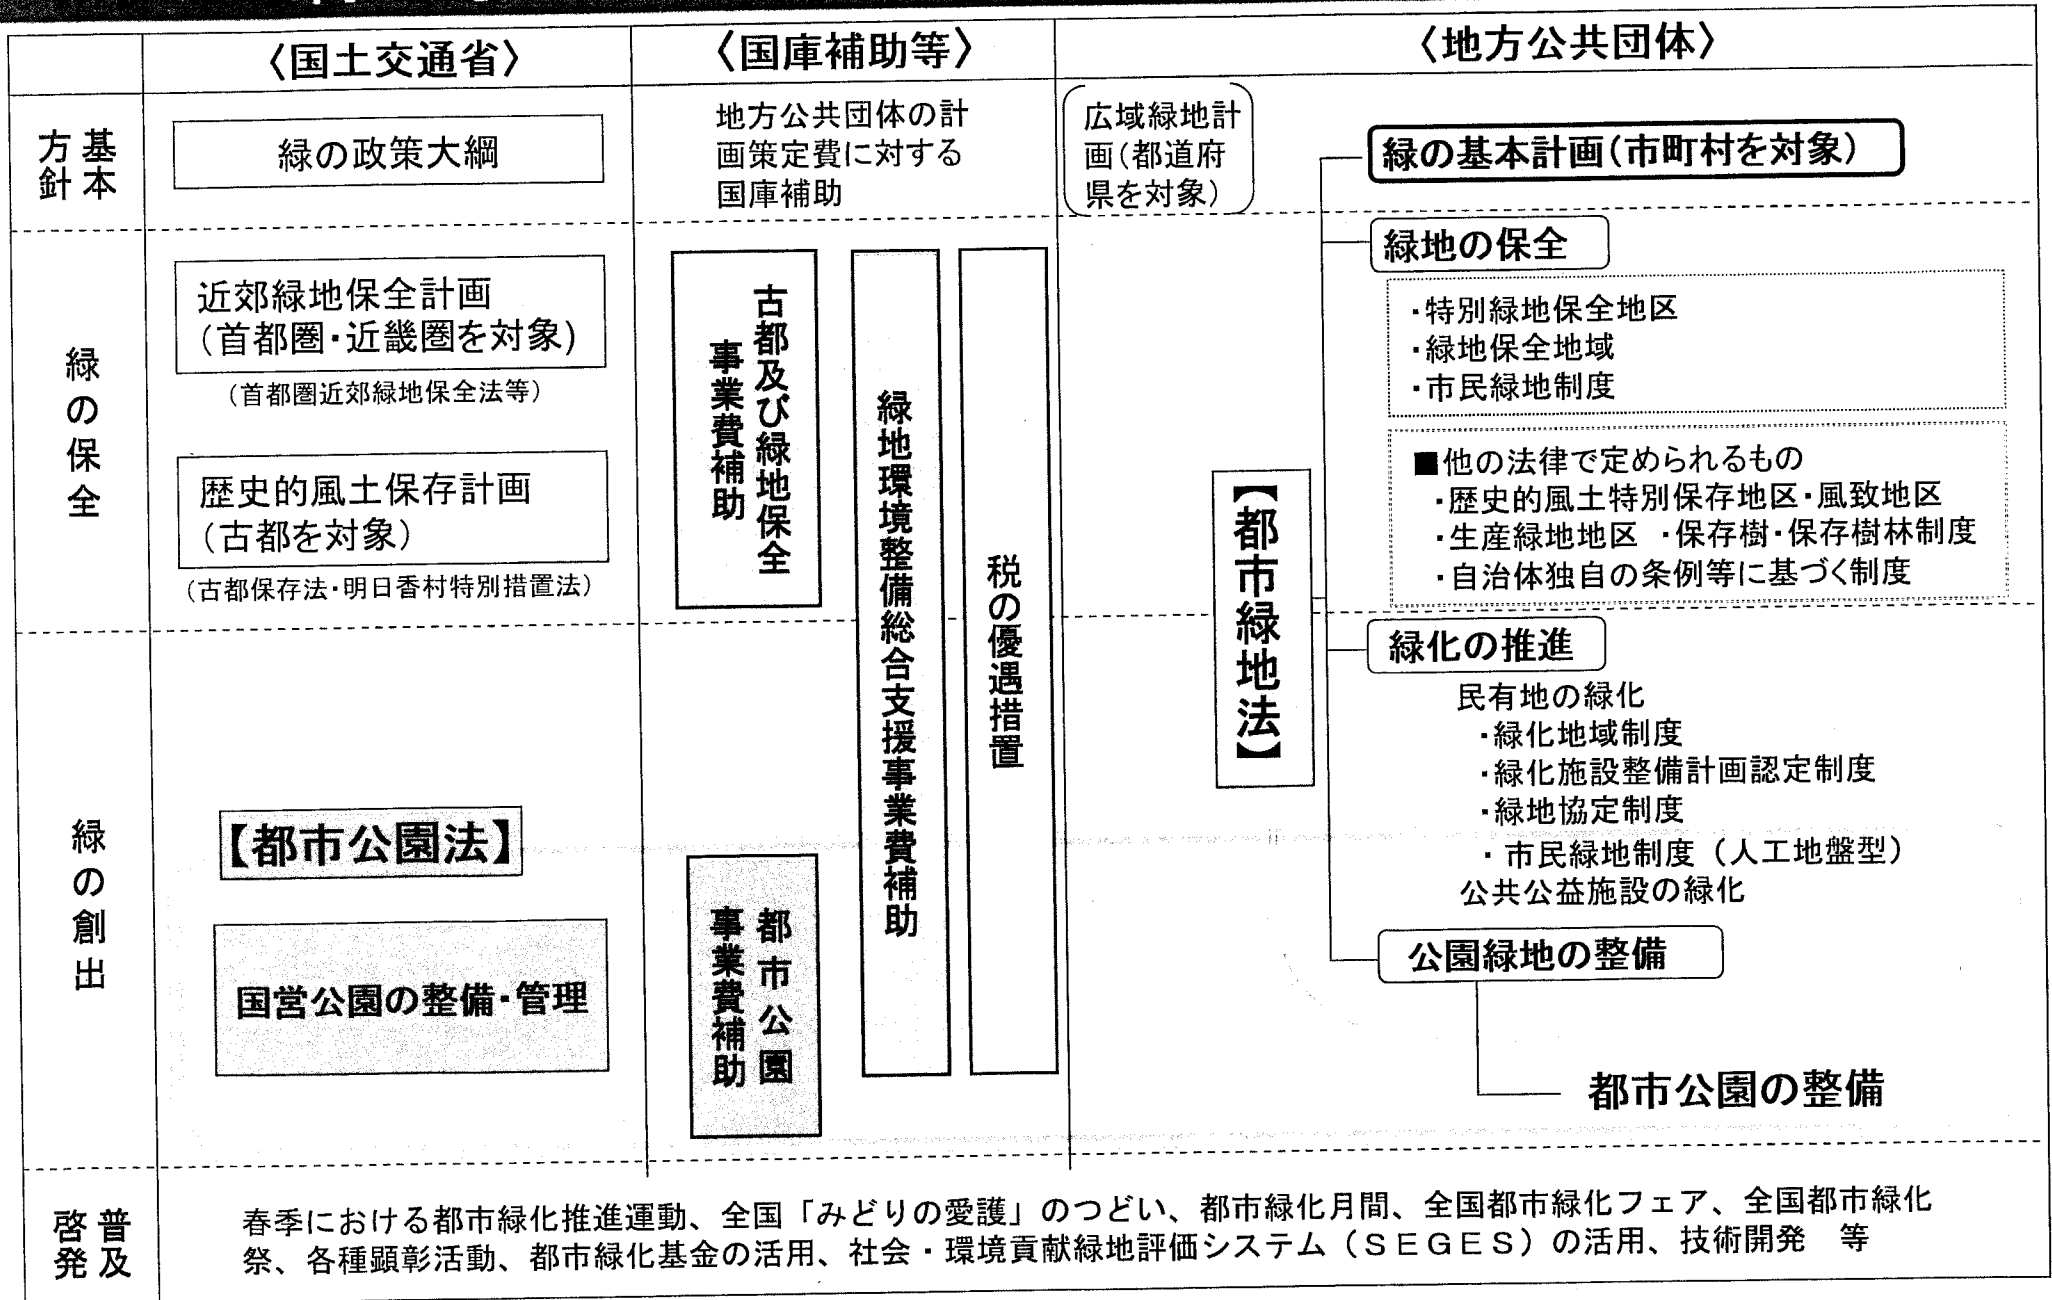 〈国土交通省〉
〈国庫補助等〉
〈地方公共団体〉
基本
方針
緑の政策大綱
地方公共団体の計
画策定費に対する
国庫補助
広域緑地計
画(都道府
県を対象)
緑の基本計画(市町村を対象)
緑の保全
近郊緑地保全計画
(首都圏・近畿圏を対象)
(首都圏近郊緑地保全法等)
歴史的風土保存計画
(古都を対象)
(古都保存法・明日香村特別措置法)
古都及び緑地保全
事業費補助
緑地環境整備総合支援事業費補助
税の優遇措置
【都市緑地法】
緑地の保全
・特別緑地保全地区
・緑地保全地域
・市民緑地制度
■他の法律で定められるもの
・歴史的風土特別保存地区・風致地区
・生産緑地地区 ・保存樹・保存樹林制度
・自治体独自の条例等に基づく制度
緑の創出
【都市公園法】
国営公園の整備・管理
都市公園
事業費補助
緑化の推進
民有地の緑化
・緑化地域制度
・緑化施設整備計画認定制度
・緑地協定制度
・市民緑地制度(人工地盤型)
公共公益施設の緑化
公園緑地の整備
都市公園の整備
普及
啓発
春季における都市緑化推進運動、全国「みどりの愛護」のつどい、都市緑化月間、全国都市緑化フェア、全国都市緑化
祭、各種顕彰活動、都市緑化基金の活用、社会・環境貢献緑地評価システム(SEGES)の活用、技術開発 等